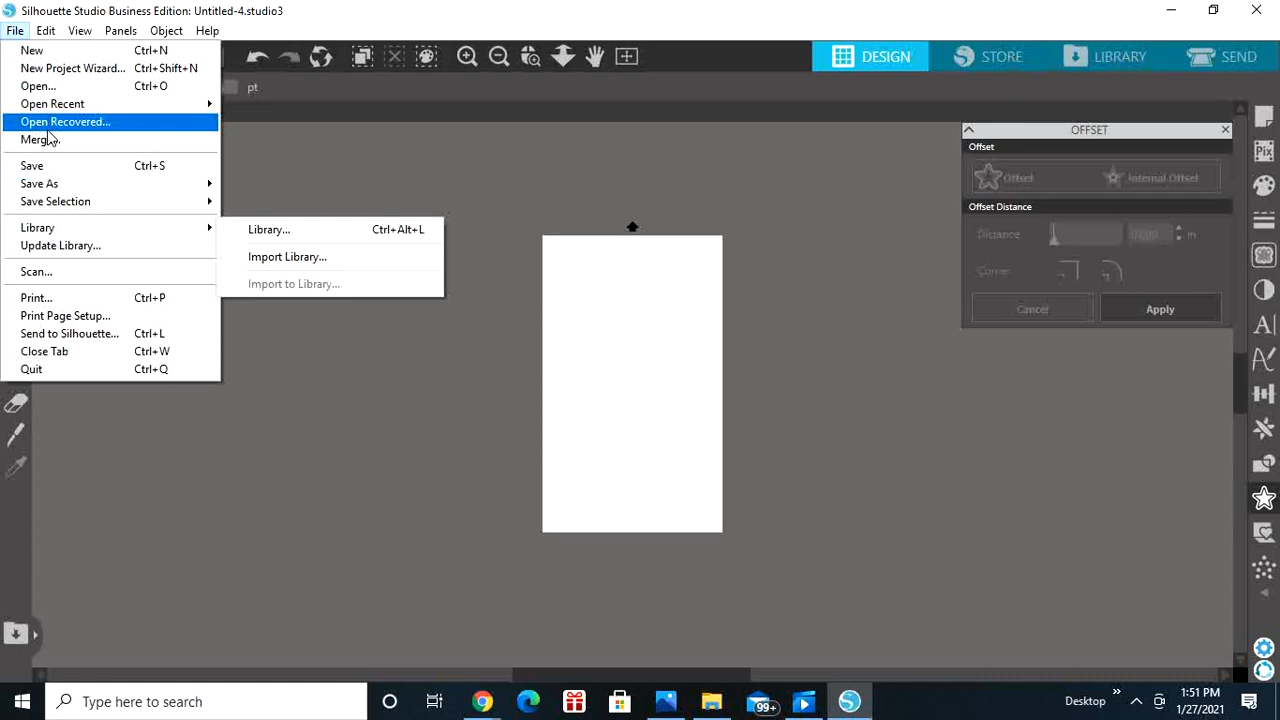 Silhouette Studio Business Edition: Untitled-4.studio3
File Edit View Panels Object Help
New Ctrl+N
New Project Wizard... Ctrl+Shift+N
Open... Ctrl+O
Open Recent
Open Recovered...
Merge...
Save Ctrl+S
Save As
Save Selection
Library
Update Library...
Scan...
Print... Ctrl+P
Print Page Setup...
Send to Silhouette... Ctrl+L
Close Tab Ctrl+W
Quit Ctrl+Q
Library... Ctrl+Alt+L
Import Library...
Import to Library...
pt
DESIGN STORE LIBRARY SEND
OFFSET
Offset
Offset Internal Offset
Offset Distance
Distance m
Corner
Cancel Apply
Pix
Type here to search
99+
Desktop
1:51 PM
1/27/2021